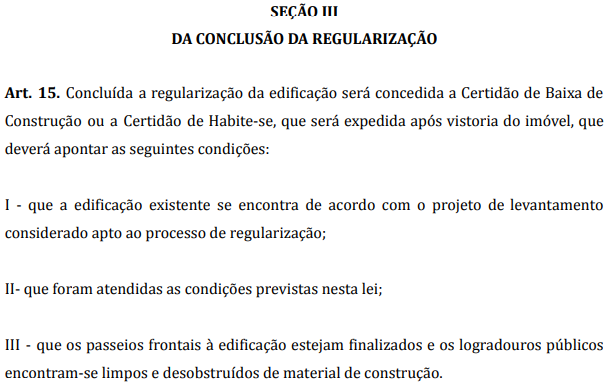 SEÇÃO III
DA CONCLUSÃO DA REGULARIZAÇÃO
Art. 15. Concluída a regularização da edificação será concedida a Certidão de Baixa de
Construção ou a Certidão de Habite-se, que será expedida após vistoria do imóvel, que
deverá apontar as seguintes condições:
I - que a edificação existente se encontra de acordo com o projeto de levantamento
considerado apto ao processo de regularização;
II- que foram atendidas as condições previstas nesta lei;
III - que os passeios frontais à edificação estejam finalizados e os logradouros públicos
encontram-se limpos e desobstruídos de material de construção.